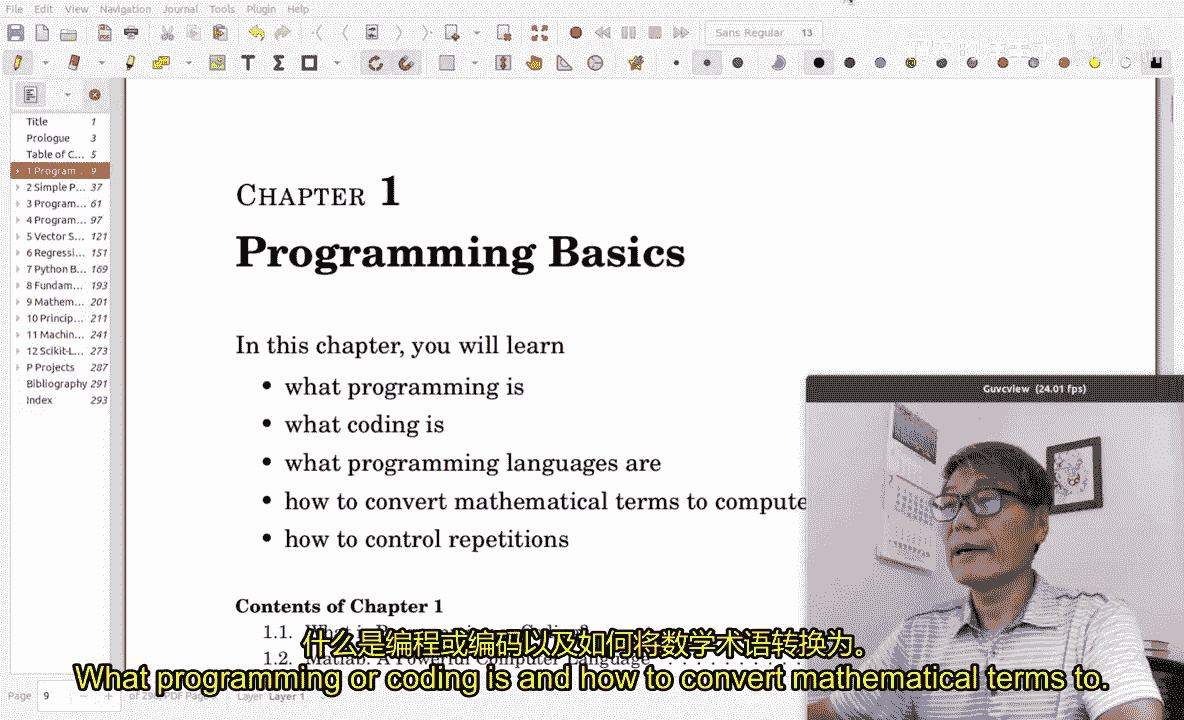 File Edit View Navigation Journal Tools Plugin Help
Sans Regular 13
Title 1
Prologue 3
Table of C... 5
1 Program... 9
2 Simple P... 37
3 Program... 61
4 Program... 97
5 Vector S... 121
6 Regressi... 151
7 Python B... 169
8 Fundam... 193
9 Mathem... 201
10 Princip... 211
11 Machin... 241
12 Scikit-L... 273
P Projects 287
Bibliography 291
Index 293
CHAPTER 1
Programming Basics
In this chapter, you will learn
• what programming is
• what coding is
• what programming languages are
• how to convert mathematical terms to compute
• how to control repetitions
Contents of Chapter 1
1.1.
1.2. Matlab: A Powerful Computer Language
Guvcview (24.01 fps)
什么是编程或编码以及如何将数学术语转换为。
What programming or coding is and how to convert mathematical terms to.
Page 9 Layer Layer 1